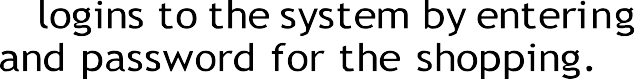 logins to the system by entering
and password for the shopping.